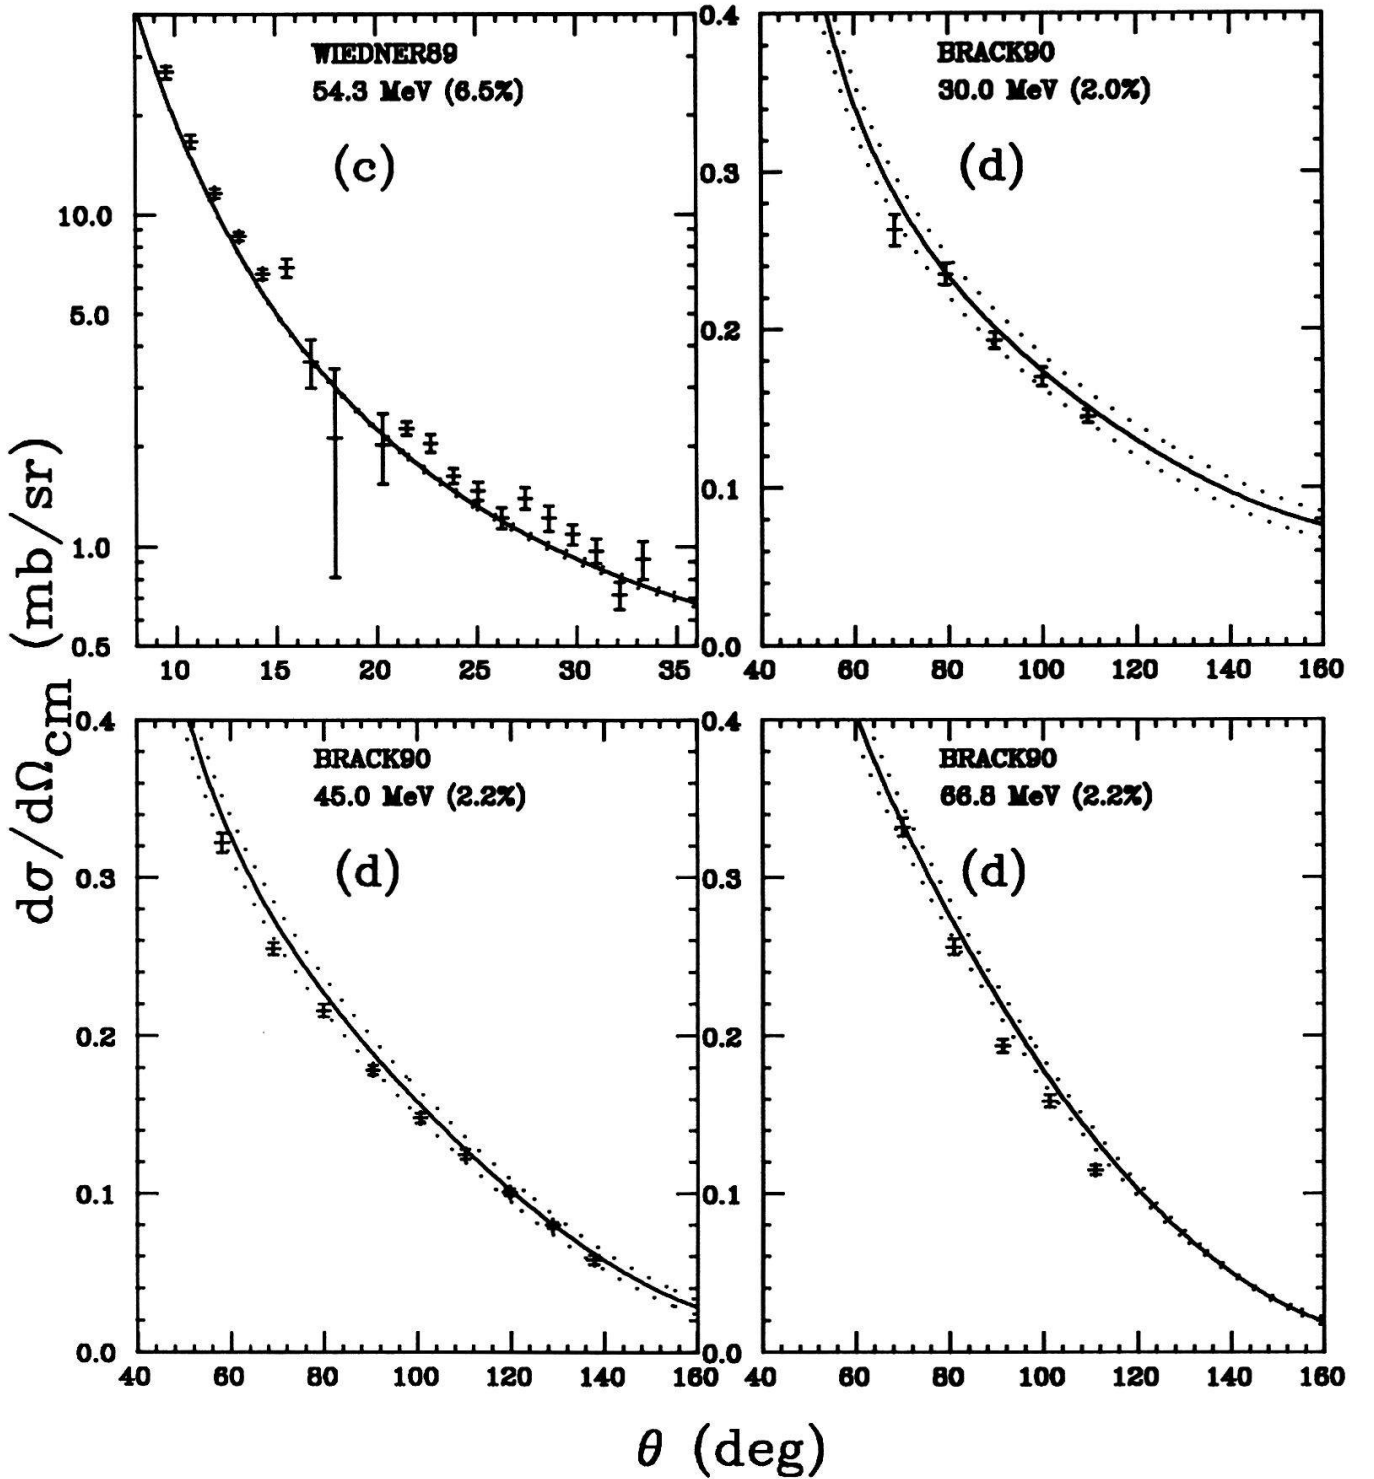 WIEDNER89
54.3 MeV (6.5%)
(c)
10.0
5.0
1.0
0.5
10 15 20 25 30 35
BRACK90
30.0 MeV (2.0%)
(d)
0.4
0.3
0.2
0.1
0.0
40 60 80 100 120 140 160
dσ/dΩcm (mb/sr)
BRACK90
45.0 MeV (2.2%)
(d)
0.4
0.3
0.2
0.1
0.0
40 60 80 100 120 140 160
BRACK90
66.8 MeV (2.2%)
(d)
0.4
0.3
0.2
0.1
0.0
40 60 80 100 120 140 160
θ (deg)